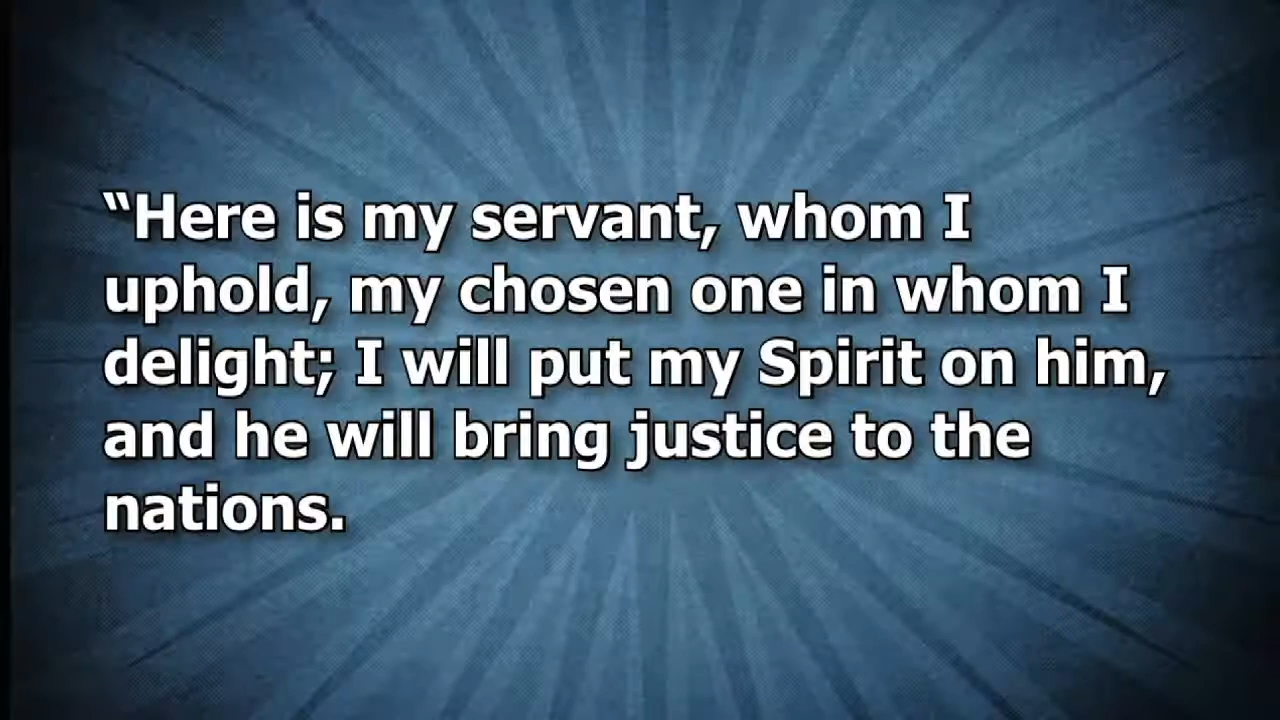 “Here is my servant, whom I
uphold, my chosen one in whom I
delight; I will put my Spirit on him,
and he will bring justice to the
nations.